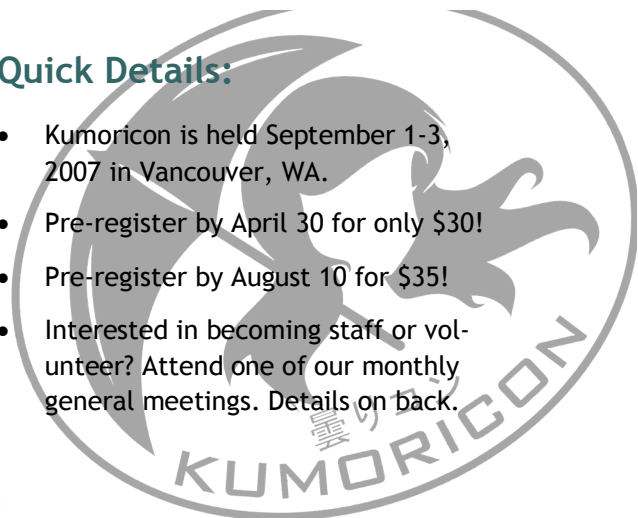 Quick Details:
• Kumoricon is held September 1-3,
2007 in Vancouver, WA.
• Pre-register by April 30 for only $30!
• Pre-register by August 10 for $35!
• Interested in becoming staff or vol-
unteer? Attend one of our monthly
general meetings. Details on back.
曇りコン
KUMORICON